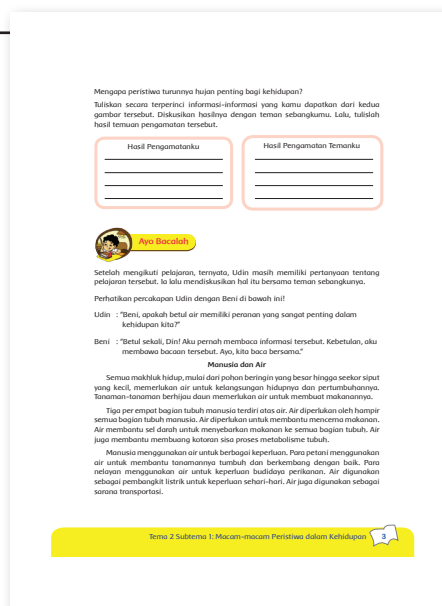 Mengapa peristiwa turunnya hujan penting bagi kehidupan?
Tuliskan secara terperinci informasi-informasi yang kamu dapatkan dari kedua
gambar tersebut. Diskusikan hasilnya dengan teman sebangkumu. Lalu, tulislah
hasil temuan pengamatan tersebut.
Hasil Pengamatanku
Hasil Pengamatan Temanku
Ayo Bacalah
Setelah mengikuti pelajaran, ternyata, Udin masih memiliki pertanyaan tentang
pelajaran tersebut. Ia lalu mendiskusikan hal itu bersama teman sebangkunya.
Perhatikan percakapan Udin dengan Beni di bawah ini!
Udin : "Beni, apakah betul air memiliki peranan yang sangat penting dalam
kehidupan kita?"
Beni : "Betul sekali, Din! Aku pernah membaca informasi tersebut. Kebetulan, aku
membawa bacaan tersebut. Ayo, kita baca bersama."
Manusia dan Air
Semua makhluk hidup, mulai dari pohon beringin yang besar hingga seekor siput
yang kecil, memerlukan air untuk kelangsungan hidupnya dan pertumbuhannya.
Tanaman-tanaman berhijau daun memerlukan air untuk membuat makanannya.
Tiga per empat bagian tubuh manusia terdiri atas air. Air diperlukan oleh hampir
semua bagian tubuh manusia. Air diperlukan untuk membantu mencerna makanan.
Air membantu sel darah untuk menyebarkan makanan ke semua bagian tubuh. Air
juga membantu membuang kotoran sisa proses metabolisme tubuh.
Manusia menggunakan air untuk berbagai keperluan. Para petani menggunakan
air untuk membantu tanamannya tumbuh dan berkembang dengan baik. Para
nelayan menggunakan air untuk keperluan budidaya perikanan. Air digunakan
sebagai pembangkit listrik untuk keperluan sehari-hari. Air juga digunakan sebagai
sarana transportasi.
Tema 2 Subtema 1: Macam-macam Peristiwa dalam Kehidupan 3